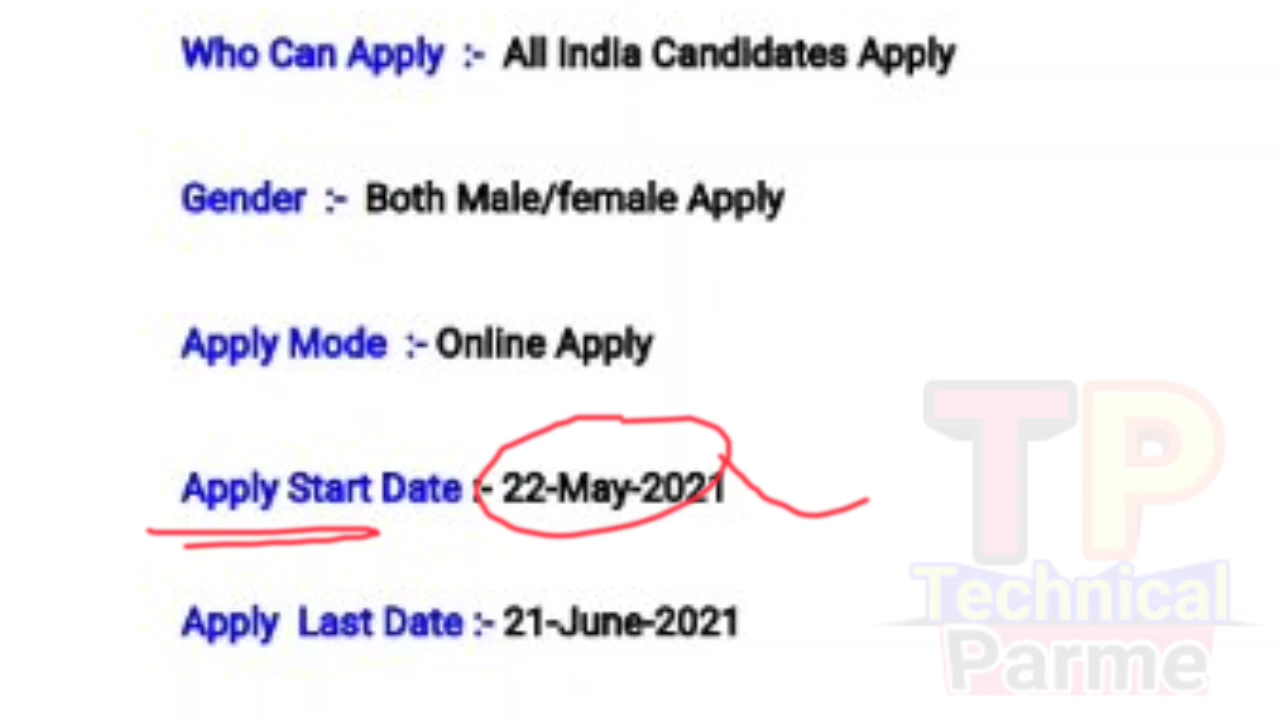 Who Can Apply :- All India Candidates Apply
Gender :- Both Male/female Apply
Apply Mode :- Online Apply
Apply Start Date :- 22-May-2021
Apply Last Date :- 21-June-2021
TP
Technical
Parme